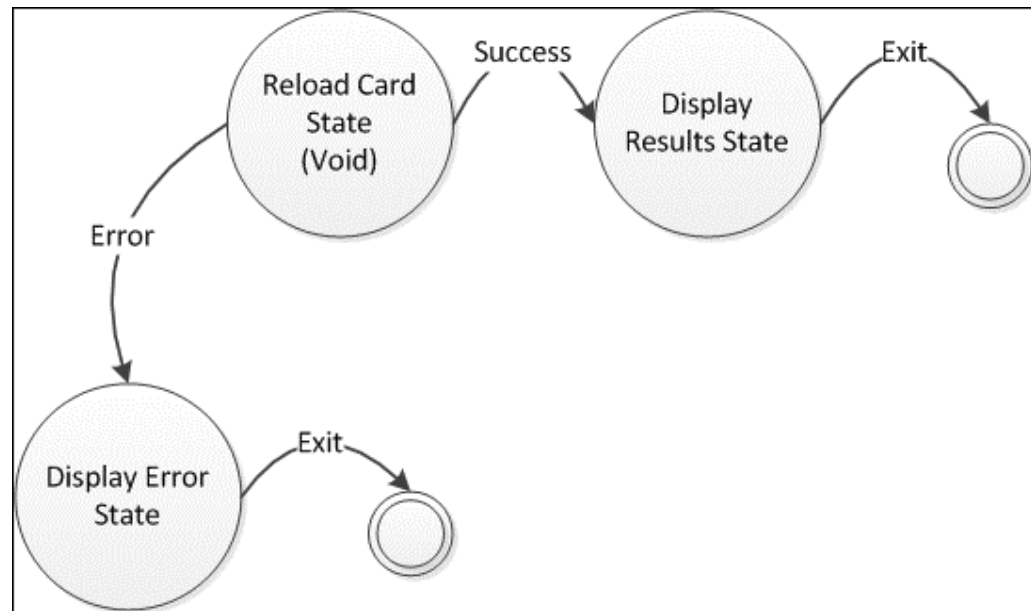 Success
Exit
Reload Card
State
(Void)
Display
Results State
Error
Exit
Display Error
State